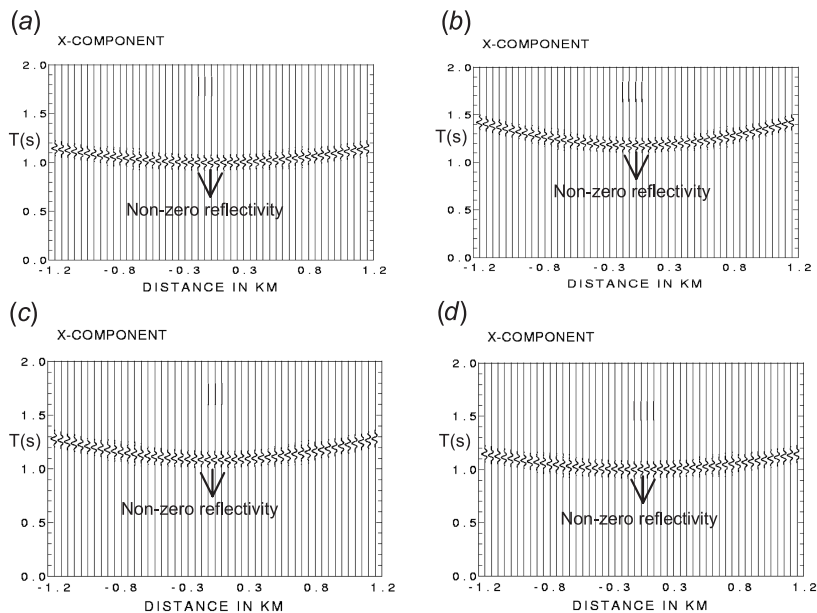 (a)
X-COMPONENT
2.0
1.5
T(s)
1.0
Non-zero reflectivity
0.5
0.0
-1.2 -0.8 -0.3 0.3 0.8 1.2
DISTANCE IN KM
(b)
X-COMPONENT
2.0
1.5
T(s)
1.0
Non-zero reflectivity
0.5
0.0
-1.2 -0.8 -0.3 0.3 0.8 1.2
DISTANCE IN KM
(c)
X-COMPONENT
2.0
1.5
T(s)
1.0
Non-zero reflectivity
0.5
0.0
-1.2 -0.8 -0.3 0.3 0.8 1.2
DISTANCE IN KM
(d)
X-COMPONENT
2.0
1.5
T(s)
1.0
Non-zero reflectivity
0.5
0.0
-1.2 -0.8 -0.3 0.3 0.8 1.2
DISTANCE IN KM